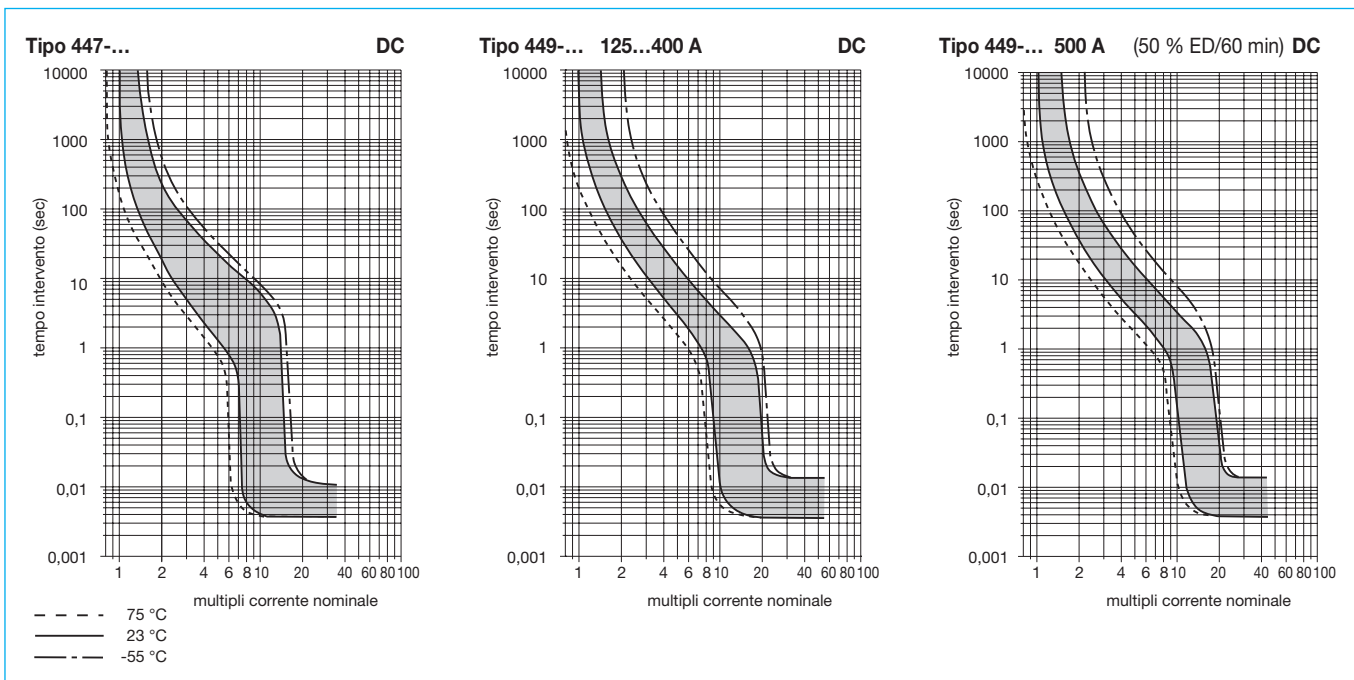 Tipo 447-... DC
10000
1000
100
10
1
0,1
0,01
0,001
tempo intervento (sec)
1 2 4 6 8 10 20 40 60 80 100
multipli corrente nominale
Tipo 449-... 125...400 A DC
10000
1000
100
10
1
0,1
0,01
0,001
tempo intervento (sec)
1 2 4 6 8 10 20 40 60 80 100
multipli corrente nominale
Tipo 449-... 500 A (50 % ED/60 min) DC
10000
1000
100
10
1
0,1
0,01
0,001
tempo intervento (sec)
1 2 4 6 8 10 20 40 60 80 100
multipli corrente nominale
75 °C
23 °C
-55 °C